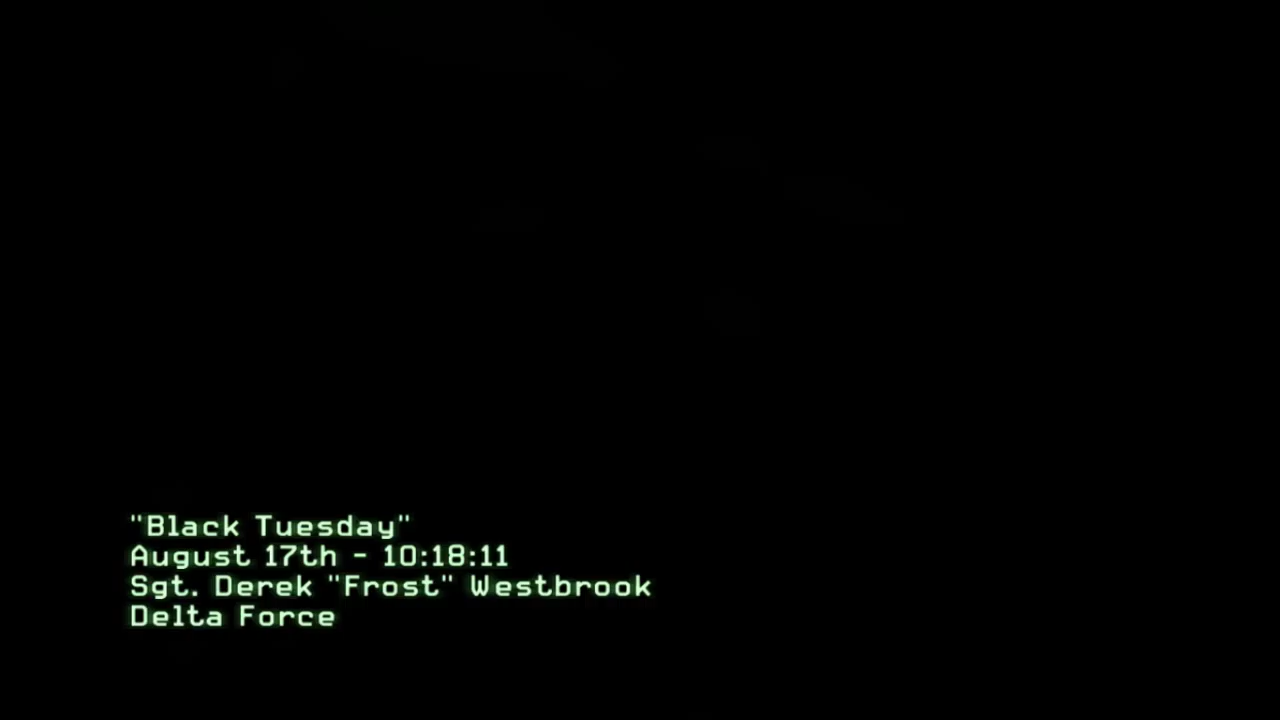 "Black Tuesday"
August 17th - 10:18:11
Sgt. Derek "Frost" Westbrook
Delta Force